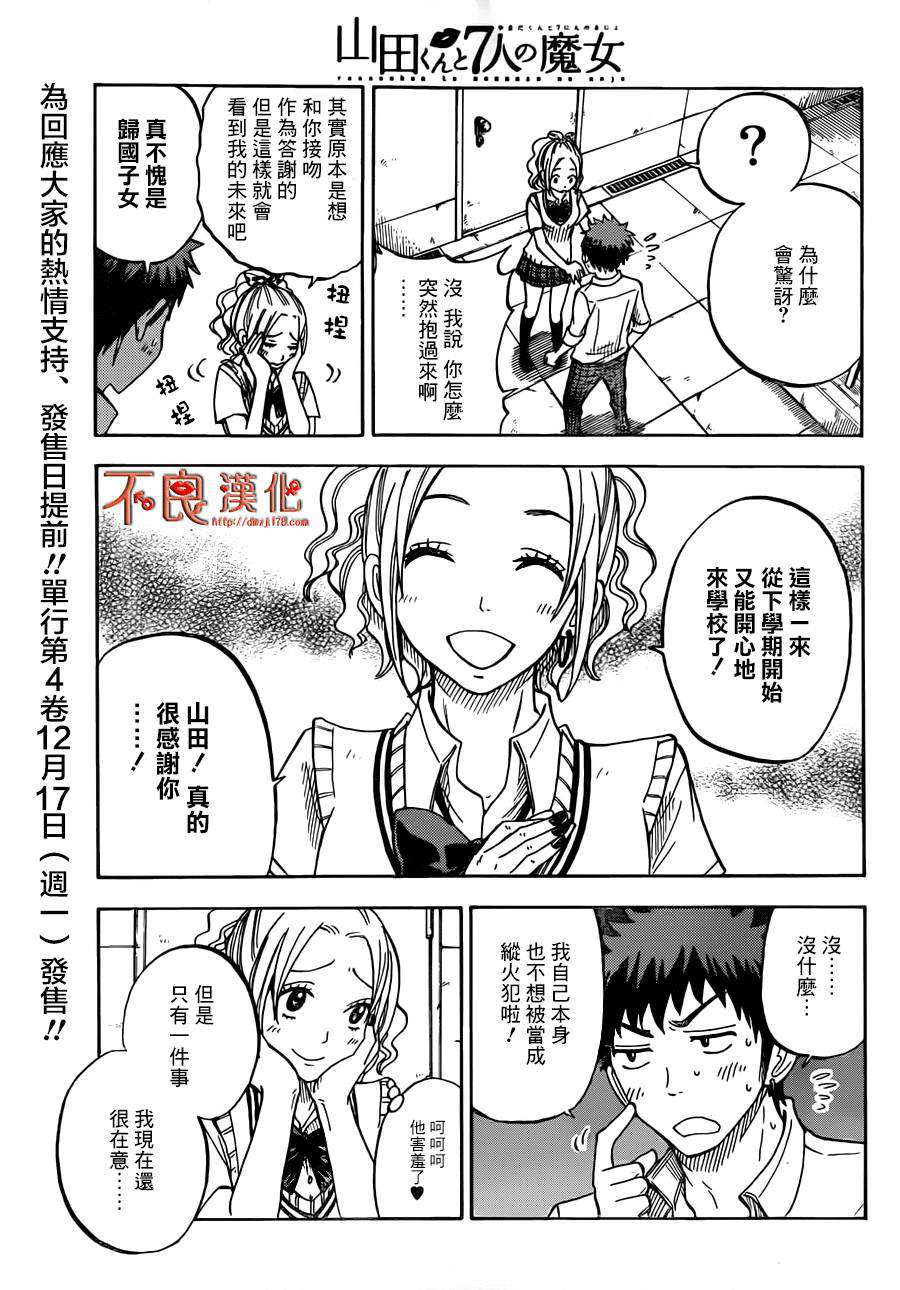 山田くんと7人の魔女
為回應大家的熱情支持、發售日提前!!單行第4卷12月17日(週一)發售!!
?
為什麼
會驚訝?
沒 我說 你怎麼
突然抱過來啊
……
其實原本是想
和你接吻
作為答謝的
但是這樣就會
看到我的未來吧
真不愧是
歸國子女
扭
捏
扭
捏
不良漢化
這樣一來
從下學期開始
又能開心地
來學校了!
山田!真的
很感謝你
……!
沒……
沒什麼…
我自己本身
也不想被當成
縱火犯啦!
呵呵呵
他害羞了♥
但是
只有一件事
我現在還
很在意……